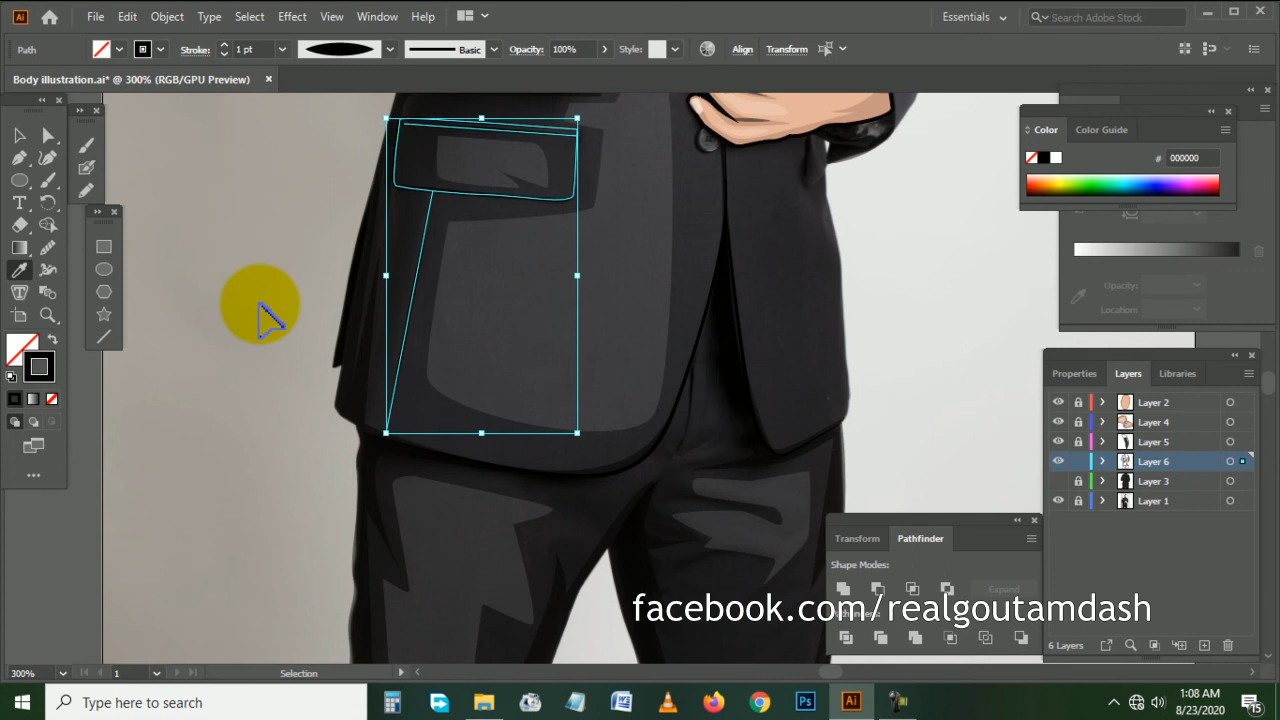 Ai File Edit Object Type Select Effect View Window Help Essentials Search Adobe Stock
Path Stroke: 1 pt Basic Opacity: 100% Style: Align Transform
Body illustration.ai* @ 300% (RGB/GPU Preview) ×
Color Color Guide
# 000000
Opacity:
Location:
Properties Layers Libraries
Layer 2
Layer 4
Layer 5
Layer 6
Layer 3
Layer 1
Transform Pathfinder
Shape Modes:
Expand
facebook.com/realgoutamdash
6 Layers
300% 1 Selection
Type here to search Ps Ai 1:08 AM
8/23/2020 15